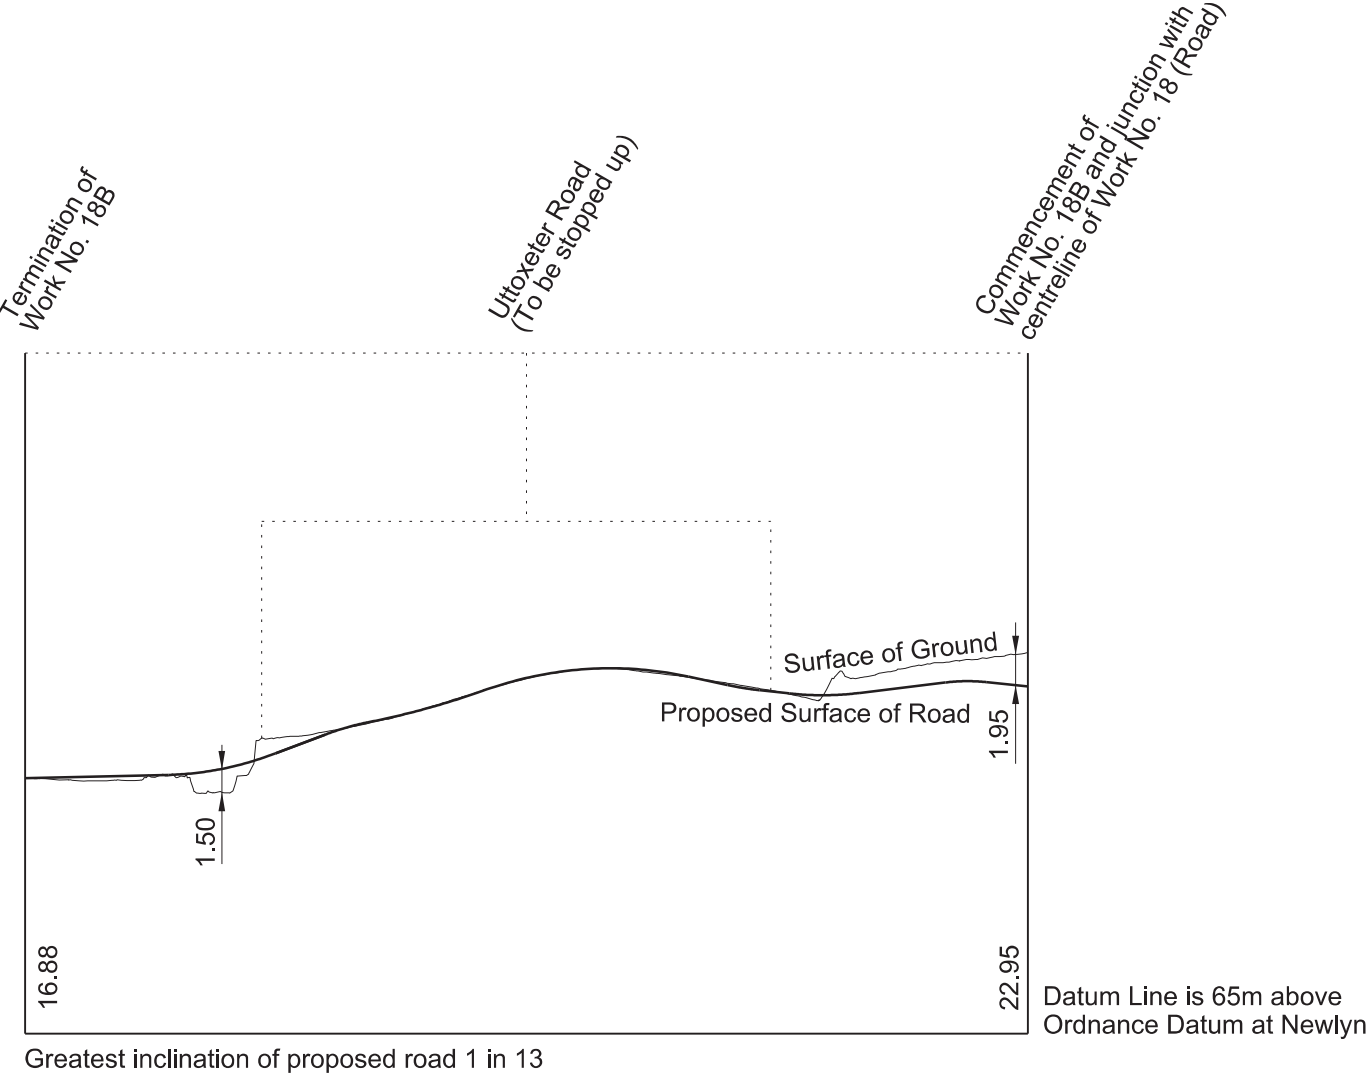 Termination of
Work No. 18B
Uttoxeter Road
(To be stopped up)
Commencement of
Work No. 18B and junction with
centreline of Work No. 18 (Road)
Surface of Ground
Proposed Surface of Road
1.95
1.50
16.88
22.95
Datum Line is 65m above
Ordnance Datum at Newlyn
Greatest inclination of proposed road 1 in 13